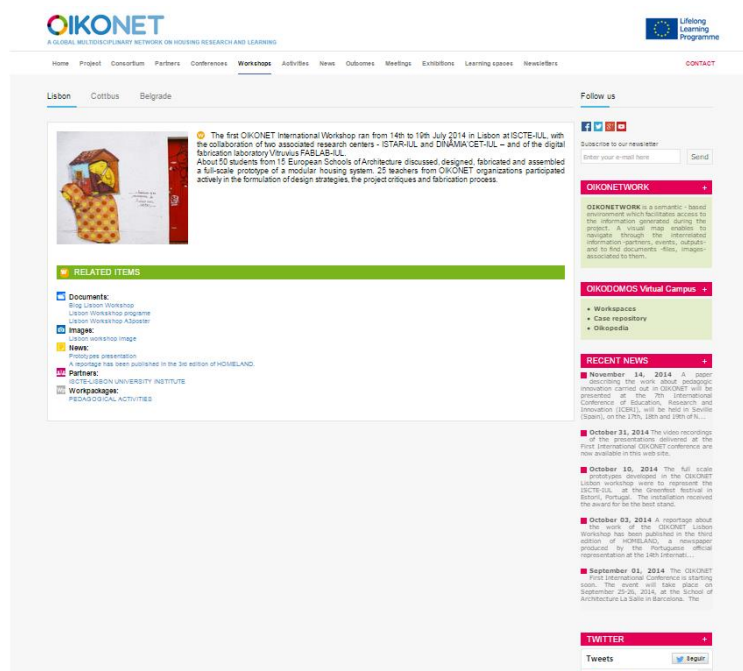 OIKONET
A GLOBAL MULTIDISCIPLINARY NETWORK ON HOUSING RESEARCH AND LEARNING
Lifelong
Learning
Programme
Home Project Consortium Partners Conferences Workshops Activities News Outcomes Meetings Exhibitions Learning spaces Newsletters CONTACT
Lisbon Cottbus Belgrade
The first OIKONET International Workshop ran from 14th to 19th July 2014 in Lisbon at ISCTE-IUL, with
the collaboration of two associated research centers - ISTAR-IUL and DINÂMIA'CET-IUL – and of the digital
fabrication laboratory Vitruvius FABLAB-IUL.
About 50 students from 15 European Schools of Architecture discussed, designed, fabricated and assembled
a full-scale prototype of a modular housing system. 25 teachers from OIKONET organizations participated
actively in the formulation of design strategies, the project critiques and fabrication process.
RELATED ITEMS
Documents:
Blog Lisbon Workshop
Lisbon Workskhop programe
Lisbon Workskhop A3poster
Images:
Lisbon workshop image
News:
Prototypes presentation
A reportage has been published in the 3rd edition of HOMELAND.
Partners:
ISCTE-LISBON UNIVERSITY INSTITUTE
Workpackages:
PEDAGOGICAL ACTIVITIES
Follow us
Subscribe to our newsletter
Enter your e-mail here Send
OIKONETWORK +
OIKONETWORK is a semantic - based
environment which facilitates access to
the information generated during the
project. A visual map enables to
navigate through the interrelated
information -partners, events, outputs-
and to find documents -files, images-
associated to them.
OIKODOMOS Virtual Campus +
Workspaces
Case repository
Oikopedia
RECENT NEWS +
November 14, 2014 A paper
describing the work about pedagogic
innovation carried out in OIKONET will be
presented at the 7th International
Conference of Education, Research and
Innovation (ICERI), will be held in Seville
(Spain), on the 17th, 18th and 19th of N...
October 31, 2014 The video recordings
of the presentations delivered at the
First International OIKONET conference are
now available in this web site.
October 10, 2014 The full scale
prototypes developed in the OIKONET
Lisbon workshop were to represent the
ISCTE-IUL at the Greenfest festival in
Estoril, Portugal. The installation received
the award for be the best stand.
October 03, 2014 A reportage about
the work of the OIKONET Lisbon
Workshop has been published in the third
edition of HOMELAND, a newspaper
produced by the Portuguese official
representation at the 14th Internati...
September 01, 2014 The OIKONET
First International Conference is starting
soon. The event will take place on
September 25-26, 2014, at the School of
Architecture La Salle in Barcelona. The
TWITTER +
Tweets Seguir